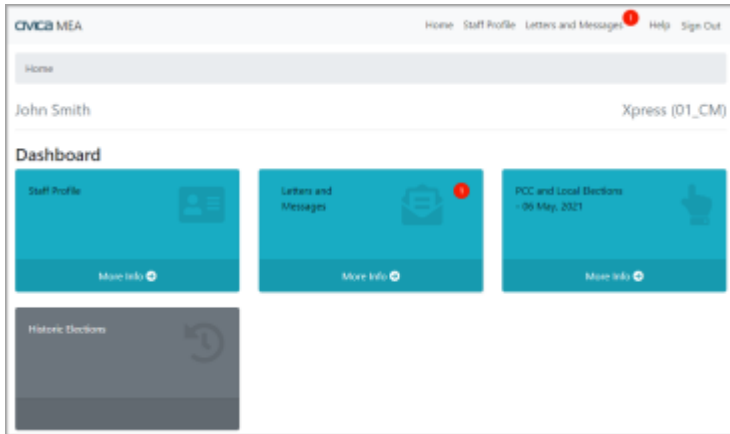 CIVICA MEA
Home Staff Profile Letters and Messages 1 Help Sign Out
Home
John Smith
Xpress (01_CM)
Dashboard
Staff Profile
More Info
Letters and
Messages
1
More Info
PCC and Local Elections
- 06 May, 2021
More Info
Historic Elections